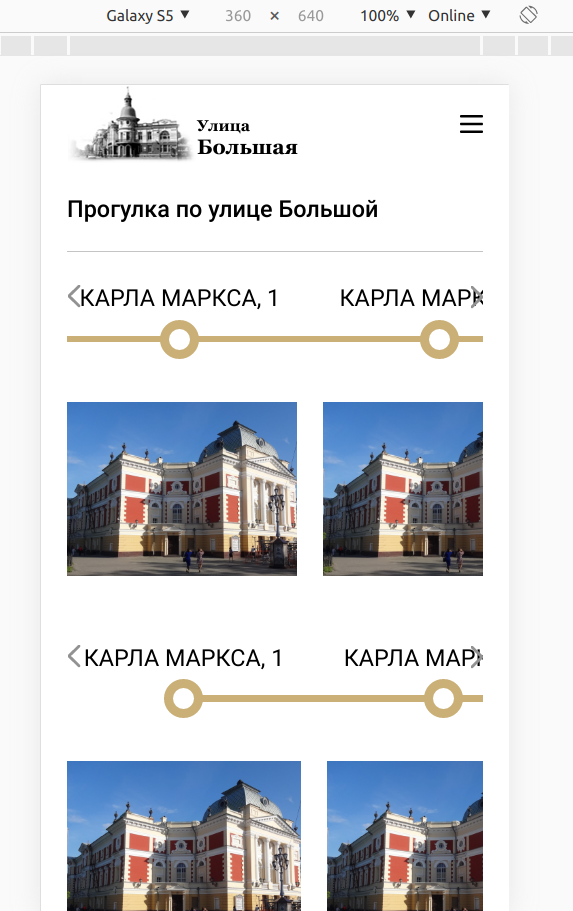 Galaxy S5 ▼ 360 × 640 100% ▼ Online ▼
Улица
Большая
Прогулка по улице Большой
КАРЛА МАРКСА, 1 КАРЛА МАРК
КАРЛА МАРКСА, 1 КАРЛА МАР